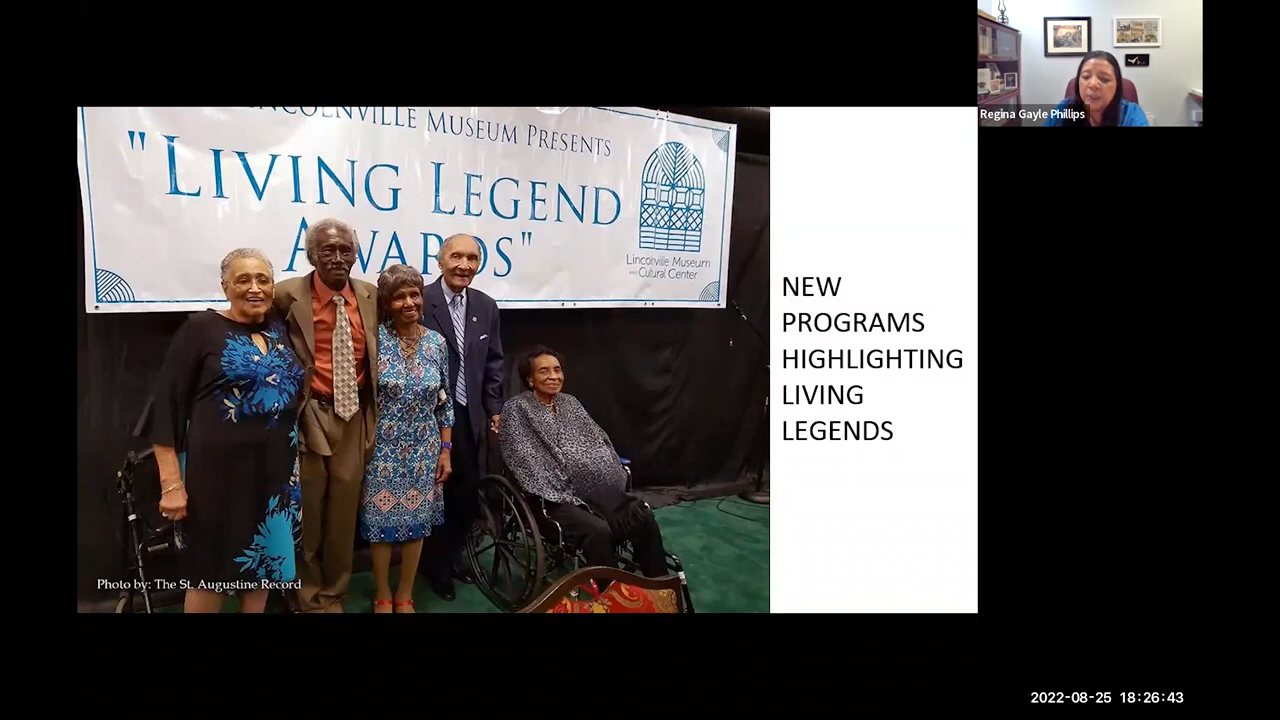 LINCOLNVILLE MUSEUM PRESENTS
"LIVING LEGEND
AWARDS"
Lincolnville Museum
AND Cultural Center
Photo by: The St. Augustine Record
NEW
PROGRAMS
HIGHLIGHTING
LIVING
LEGENDS
Regina Gayle Phillips
2022-08-25 18:26:43